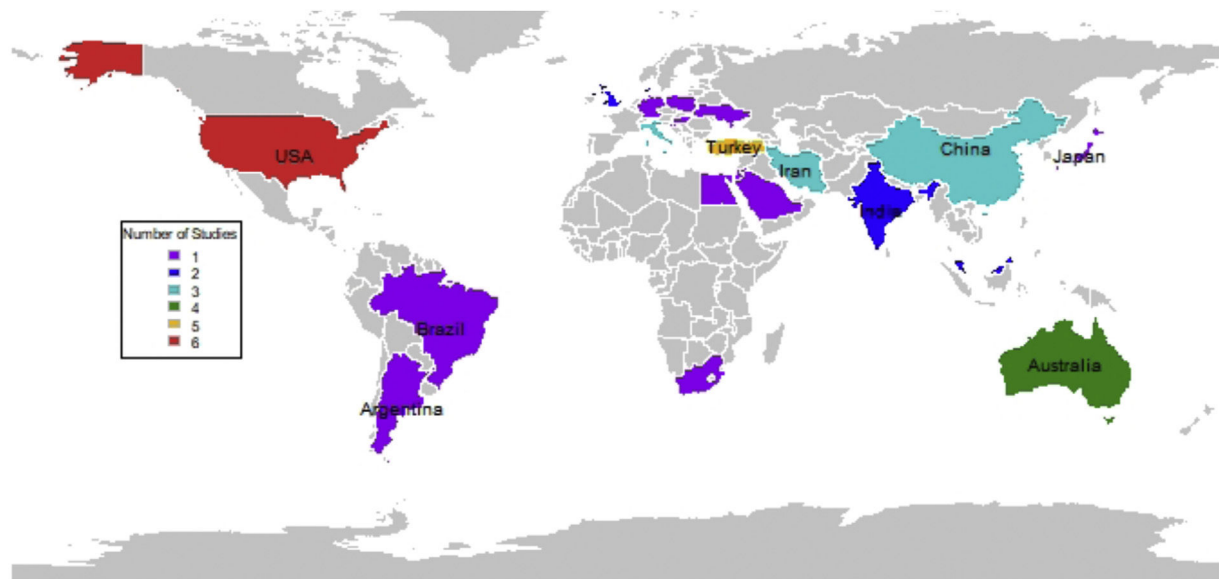 USA
Turkey
Iran
China
Japan
India
Number of Studies
1
2
3
4
5
6
Brazil
Argentina
Australia